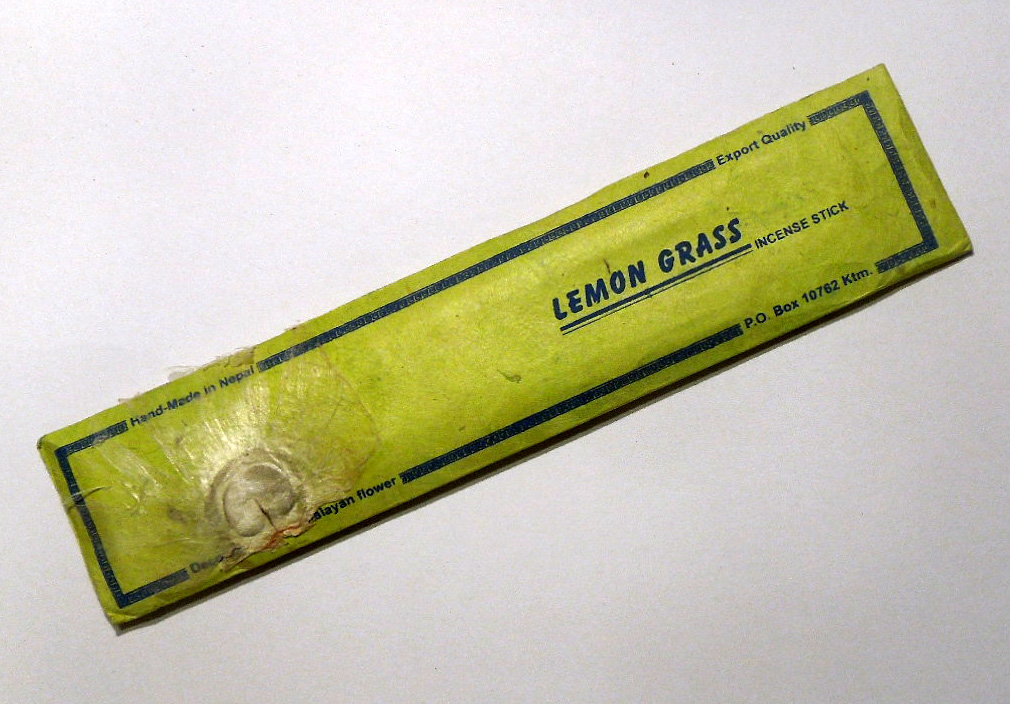 Hand-Made in Nepal
Export Quality
LEMON GRASS
INCENSE STICK
alayan flower
P.O. Box 10762 Ktm.